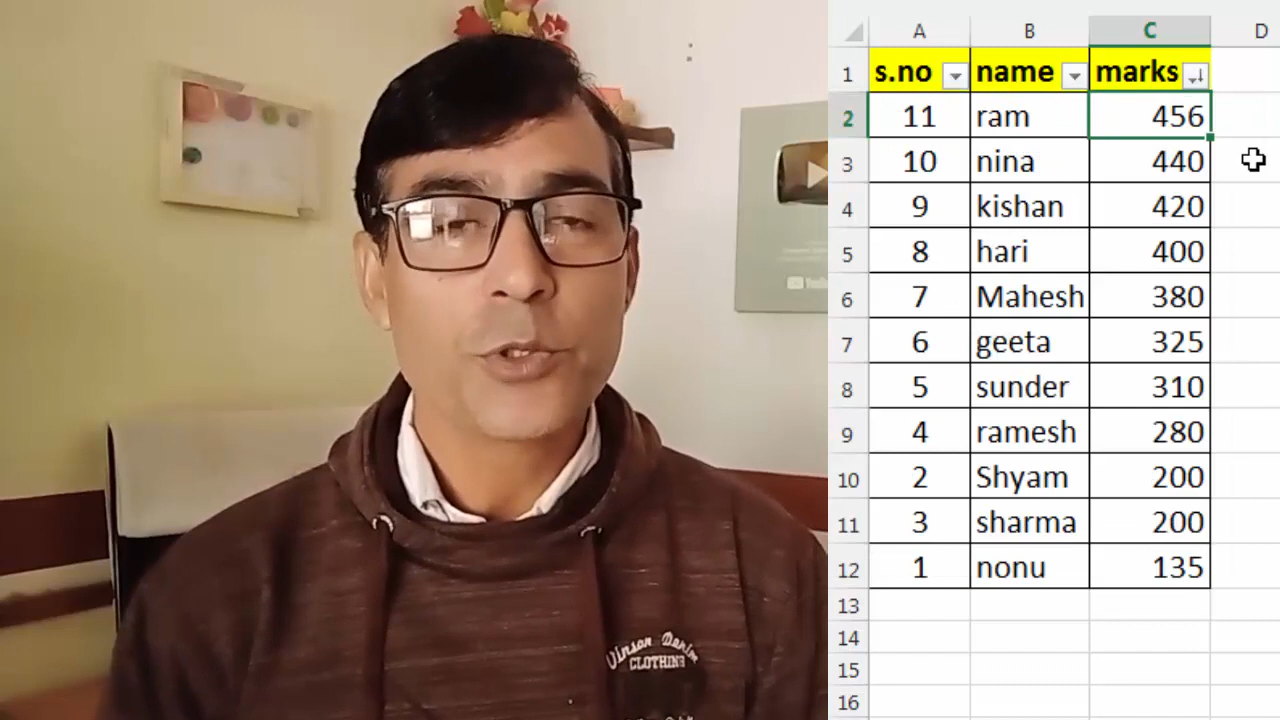 A B C D
1 s.no name marks
2 11 ram 456
3 10 nina 440
4 9 kishan 420
5 8 hari 400
6 7 Mahesh 380
7 6 geeta 325
8 5 sunder 310
9 4 ramesh 280
10 2 Shyam 200
11 3 sharma 200
12 1 nonu 135
13
14
15
16
Vinson Denim
CLOTHING